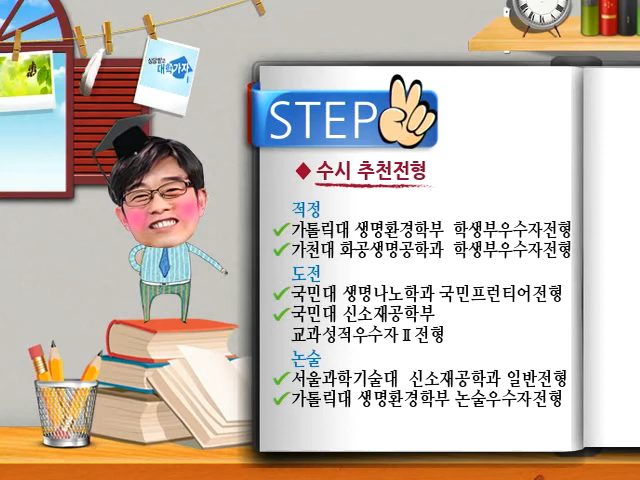 대학가자
STEP
◆ 수시 추천전형
적정
✓ 가톨릭대 생명환경학부 학생부우수자전형
✓ 가천대 화공생명공학과 학생부우수자전형
도전
✓ 국민대 생명나노학과 국민프런티어전형
✓ 국민대 신소재공학부
교과성적우수자Ⅱ전형
논술
✓ 서울과학기술대 신소재공학과 일반전형
✓ 가톨릭대 생명환경학부 논술우수자전형